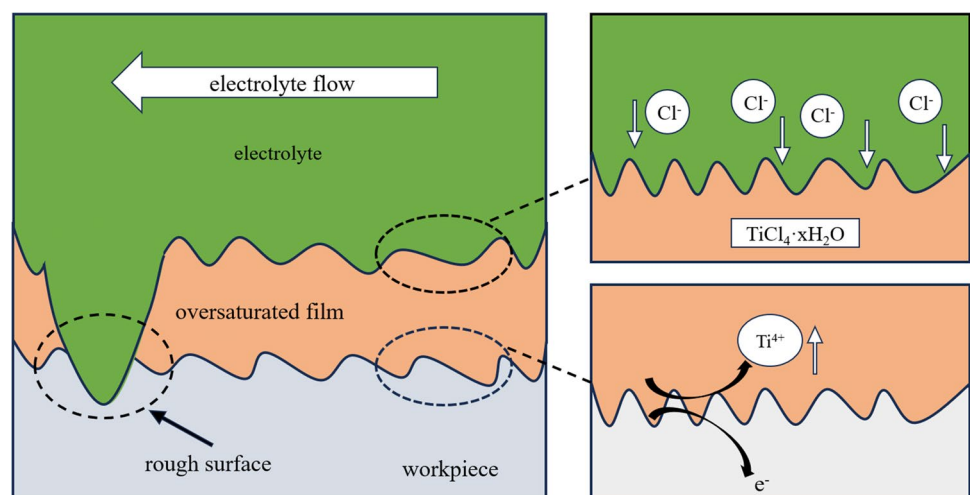 electrolyte flow
electrolyte
oversaturated film
rough surface
workpiece
Cl⁻
Cl⁻
Cl⁻
Cl⁻
TiCl₄·xH₂O
Ti⁴⁺
e⁻